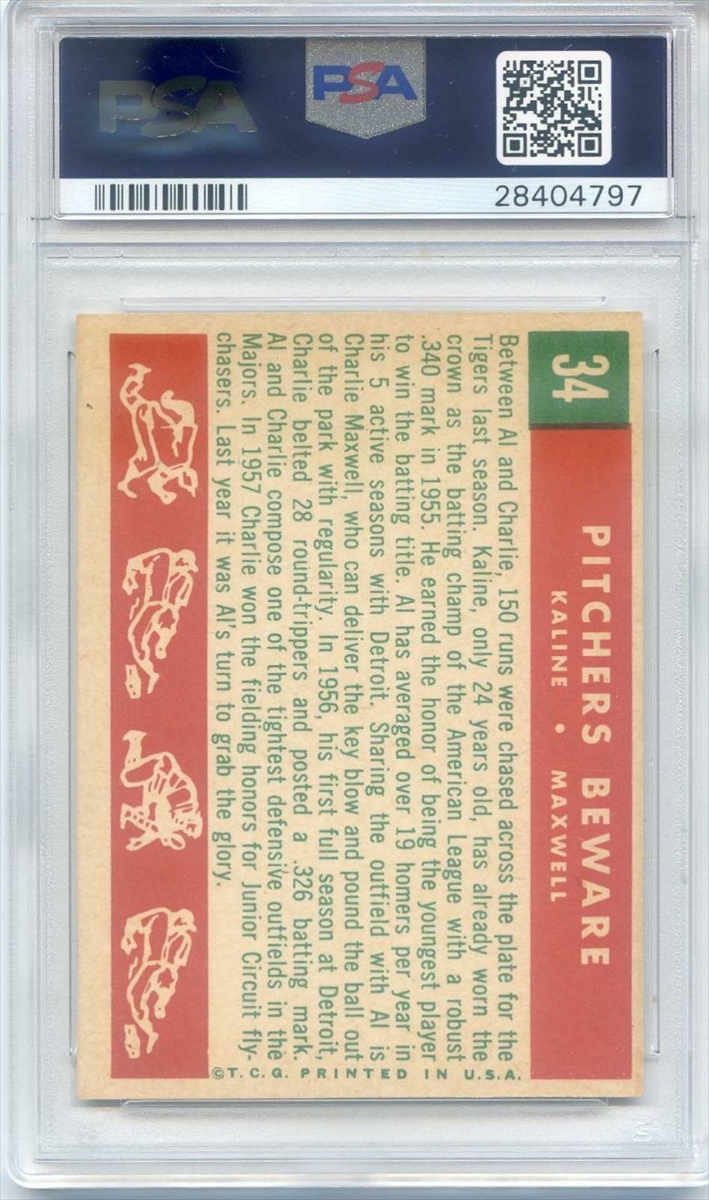 PSA
PSA
28404797
34
PITCHERS BEWARE
KALINE • MAXWELL
Between Al and Charlie, 150 runs were chased across the plate for the
Tigers last season. Kaline, only 24 years old, has already worn the
crown as the batting champ of the American League with a robust
.340 mark in 1955. He earned the honor of being the youngest player
to win the batting title. Al has averaged over 19 homers per year in
his 5 active seasons with Detroit. Sharing the outfield with Al is
Charlie Maxwell, who can deliver the key blow and pound the ball out
of the park with regularity. In 1956, his first full season at Detroit,
Charlie belted 28 round-trippers and posted a .326 batting mark.
Al and Charlie compose one of the tightest defensive outfields in the
Majors. In 1957 Charlie won the fielding honors for Junior Circuit fly-
chasers. Last year it was Al's turn to grab the glory.
© T. C. G. PRINTED IN U.S.A.